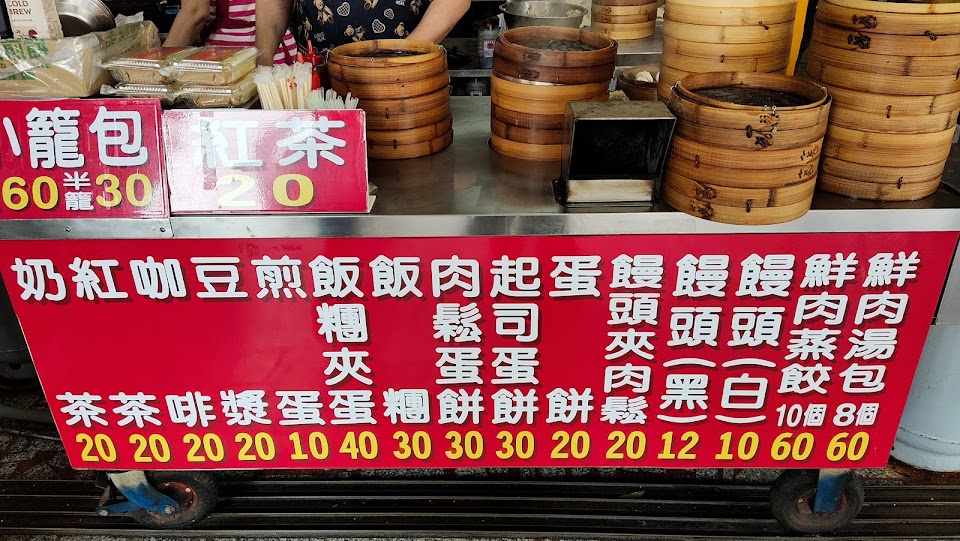 COLD
BREW
小籠包
60 半籠 30
紅茶
20
鮮肉湯包 8個 60
鮮肉蒸餃 10個 60
饅頭(白) 10
饅頭(黑) 12
饅頭夾肉鬆 20
蛋餅 20
起司蛋餅 30
肉鬆蛋餅 30
飯糰 30
飯糰夾蛋 40
煎蛋 10
豆漿 20
咖啡 20
紅茶 20
奶茶 20